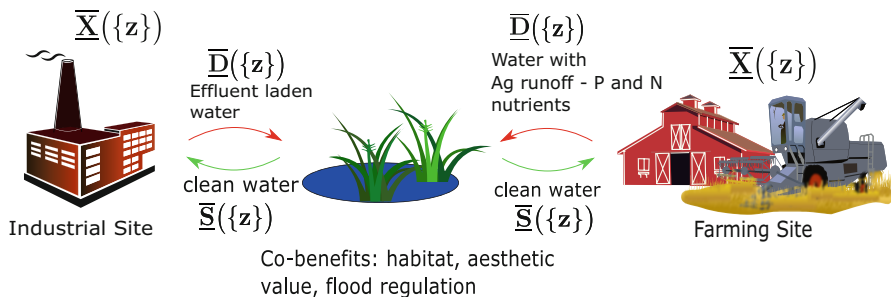 X̲̅({z})
D̲̅({z})
Effluent laden
water
clean water
S̲̅({z})
Industrial Site
D̲̅({z})
Water with
Ag runoff - P and N
nutrients
clean water
S̲̅({z})
X̲̅({z})
Farming Site
Co-benefits: habitat, aesthetic
value, flood regulation